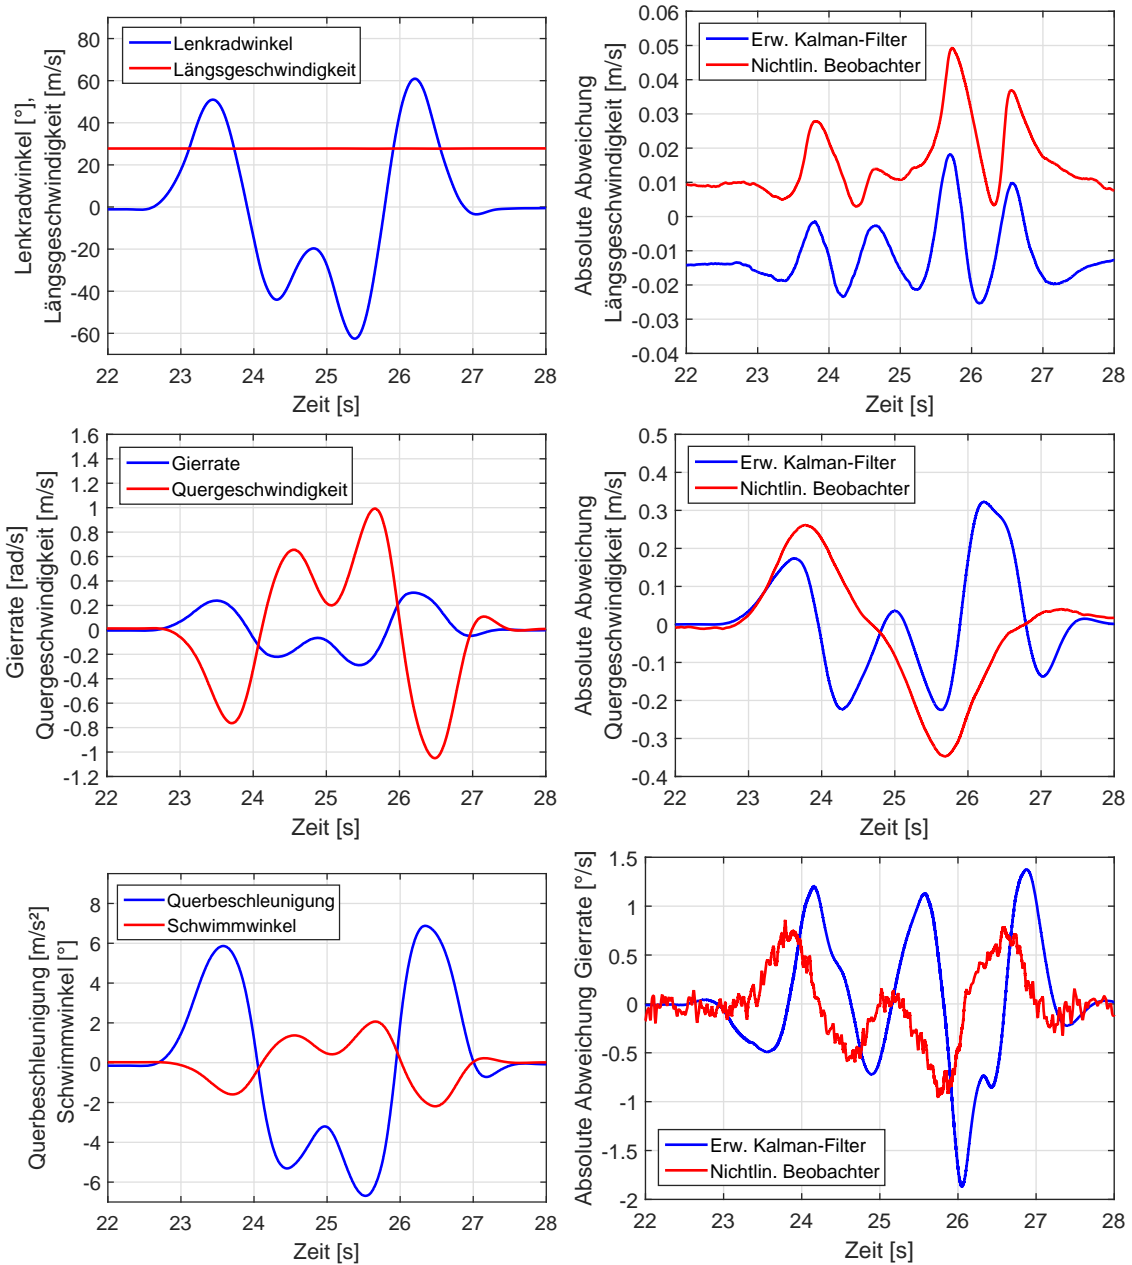 80
60
40
20
0
-20
-40
-60
22 23 24 25 26 27 28
Zeit [s]
Lenkradwinkel [°],
Längsgeschwindigkeit [m/s]
Lenkradwinkel
Längsgeschwindigkeit
0.06
0.05
0.04
0.03
0.02
0.01
0
-0.01
-0.02
-0.03
-0.04
22 23 24 25 26 27 28
Zeit [s]
Absolute Abweichung
Längsgeschwindigkeit [m/s]
Erw. Kalman-Filter
Nichtlin. Beobachter
1.6
1.4
1.2
1
0.8
0.6
0.4
0.2
0
-0.2
-0.4
-0.6
-0.8
-1
-1.2
22 23 24 25 26 27 28
Zeit [s]
Gierrate [rad/s]
Quergeschwindigkeit [m/s]
Gierrate
Quergeschwindigkeit
0.5
0.4
0.3
0.2
0.1
0
-0.1
-0.2
-0.3
-0.4
22 23 24 25 26 27 28
Zeit [s]
Absolute Abweichung
Quergeschwindigkeit [m/s]
Erw. Kalman-Filter
Nichtlin. Beobachter
8
6
4
2
0
-2
-4
-6
22 23 24 25 26 27 28
Zeit [s]
Querbeschleunigung [m/s²]
Schwimmwinkel [°]
Querbeschleunigung
Schwimmwinkel
1.5
1
0.5
0
-0.5
-1
-1.5
-2
22 23 24 25 26 27 28
Zeit [s]
Absolute Abweichung Gierrate [°/s]
Erw. Kalman-Filter
Nichtlin. Beobachter